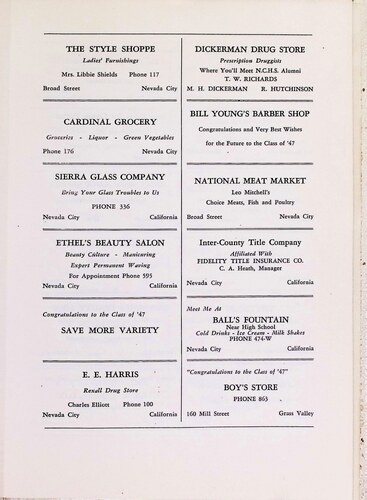 THE STYLE SHOPPE
Ladies' Furnishings
Mrs. Libbie Shields Phone 117
Broad Street Nevada City
CARDINAL GROCERY
Groceries - Liquor - Green Vegetables
Phone 176 Nevada City
SIERRA GLASS COMPANY
Bring Your Glass Troubles to Us
PHONE 336
Nevada City California
ETHEL'S BEAUTY SALON
Beauty Culture - Manicuring
Expert Permanent Waving
For Appointment Phone 595
Nevada City California
Congratulations to the Class of '47
SAVE MORE VARIETY
E. E. HARRIS
Rexall Drug Store
Charles Elliott Phone 100
Nevada City California
DICKERMAN DRUG STORE
Prescription Druggists
Where You'll Meet N.C.H.S. Alumni
T. W. RICHARDS
M. H. DICKERMAN R. HUTCHINSON
BILL YOUNG'S BARBER SHOP
Congratulations and Very Best Wishes
for the Future to the Class of '47
NATIONAL MEAT MARKET
Leo Mitchell's
Choice Meats, Fish and Poultry
Broad Street Nevada City
Inter-County Title Company
Affiliated With
FIDELITY TITLE INSURANCE CO.
C. A. Heath, Manager
Nevada City California
Meet Me At
BALL'S FOUNTAIN
Near High School
Cold Drinks - Ice Cream - Milk Shakes
PHONE 474-W
Nevada City California
"Congratulations to the Class of '47"
BOY'S STORE
PHONE 863
160 Mill Street Grass Valley